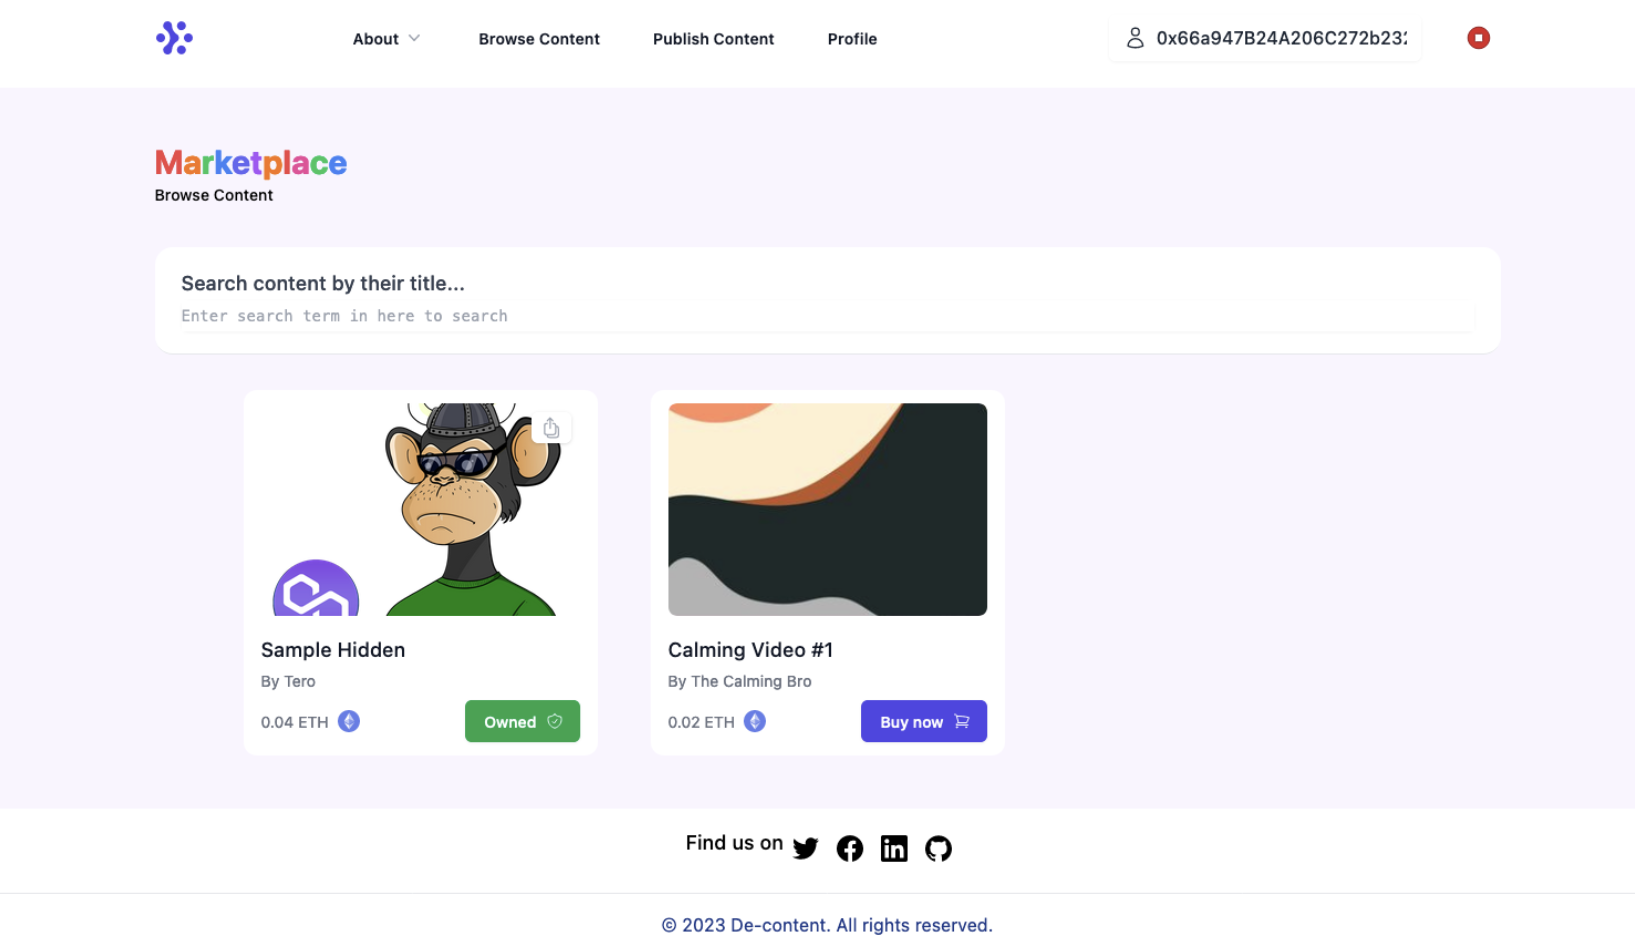 About
Browse Content
Publish Content
Profile
0x66a947B24A206C272b232
Marketplace
Browse Content
Search content by their title...
Enter search term in here to search
Sample Hidden
By Tero
0.04 ETH
Owned
Calming Video #1
By The Calming Bro
0.02 ETH
Buy now
Find us on
© 2023 De-content. All rights reserved.